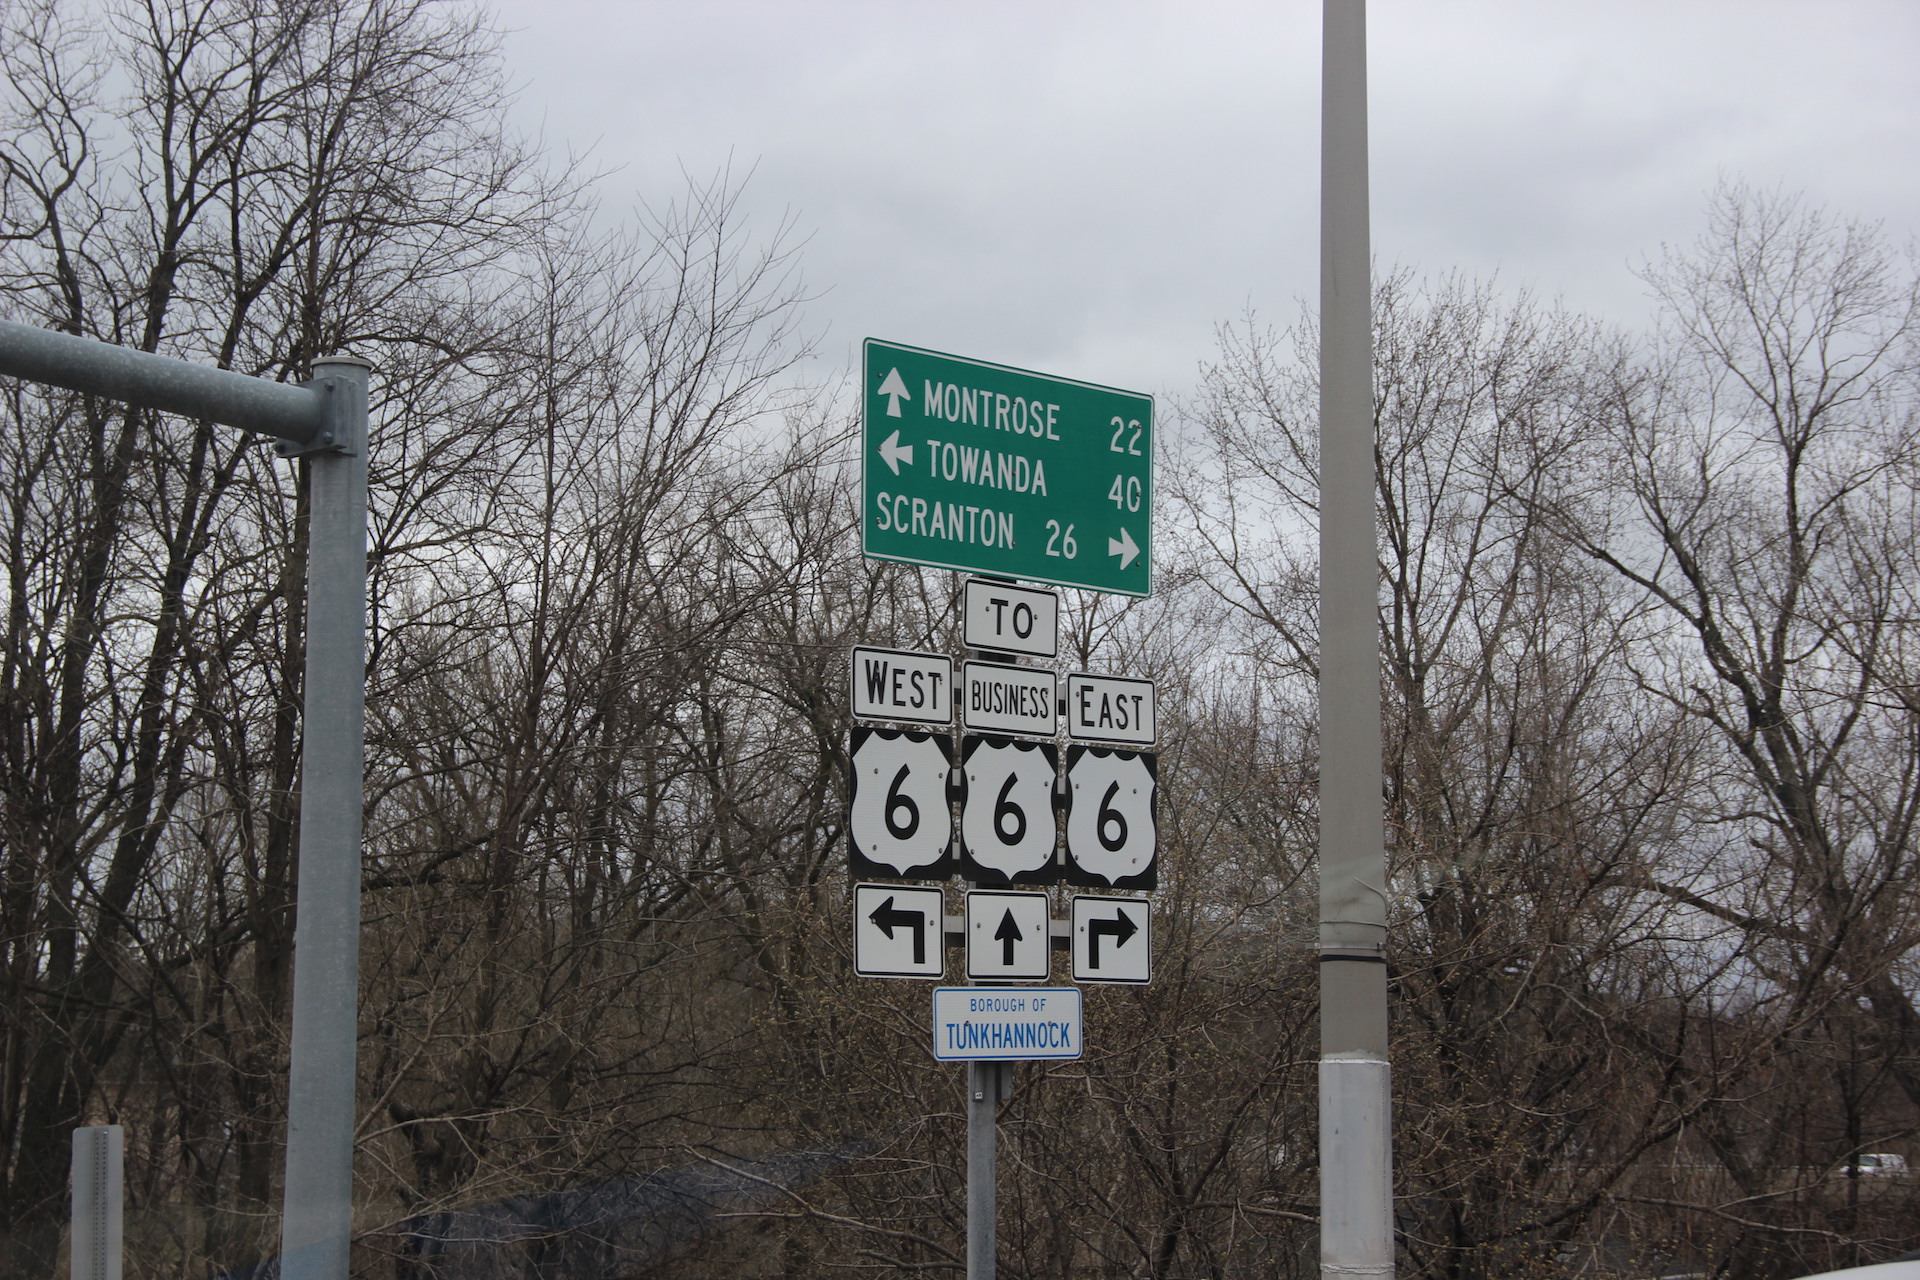 MONTROSE 22
TOWANDA 40
SCRANTON 26
TO
WEST BUSINESS EAST
6 6 6
BOROUGH OF
TUNKHANNOCK